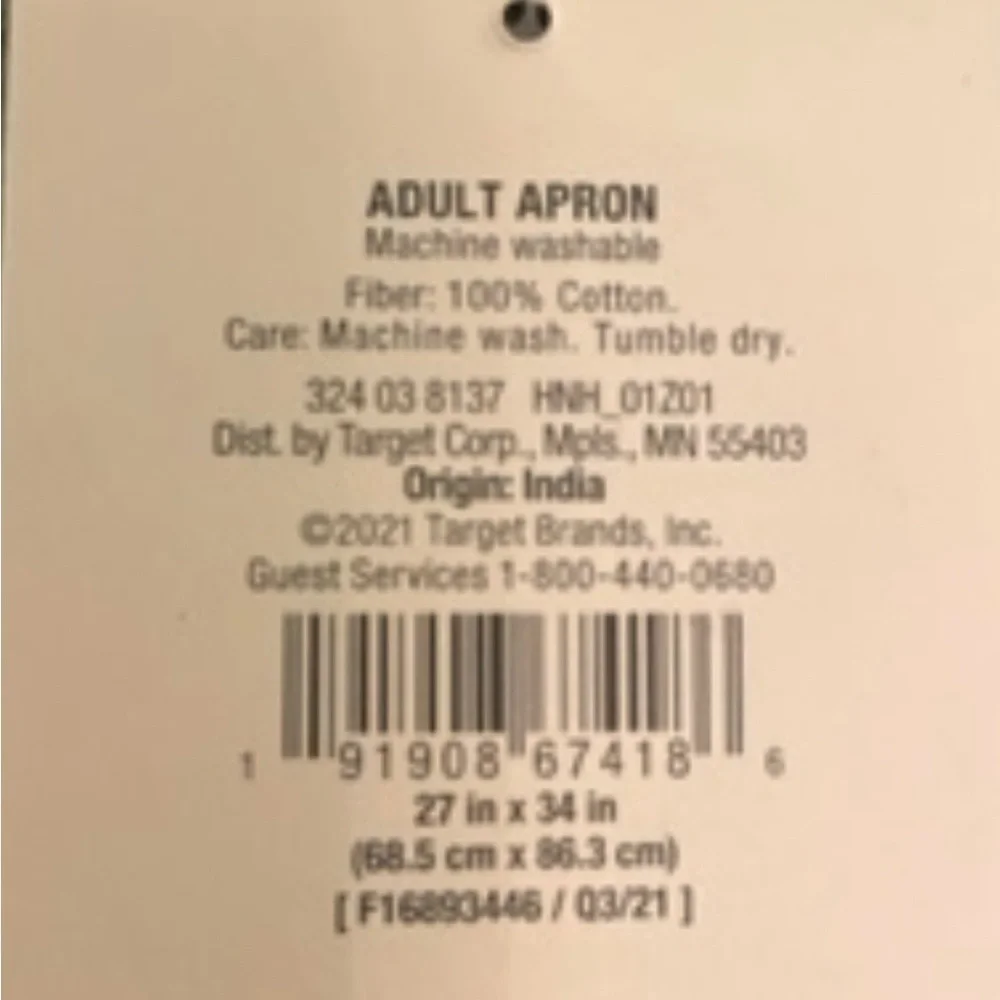 ADULT APRON
Machine washable
Fiber: 100% Cotton.
Care: Machine wash. Tumble dry.
324 03 8137 HNH_01Z01
Dist. by Target Corp., Mpls., MN 55403
Origin: India
©2021 Target Brands, Inc.
Guest Services 1-800-440-0680
1 91908 67418 6
27 in x 34 in
(68.5 cm x 86.3 cm)
[ F16893446 / 03/21 ]